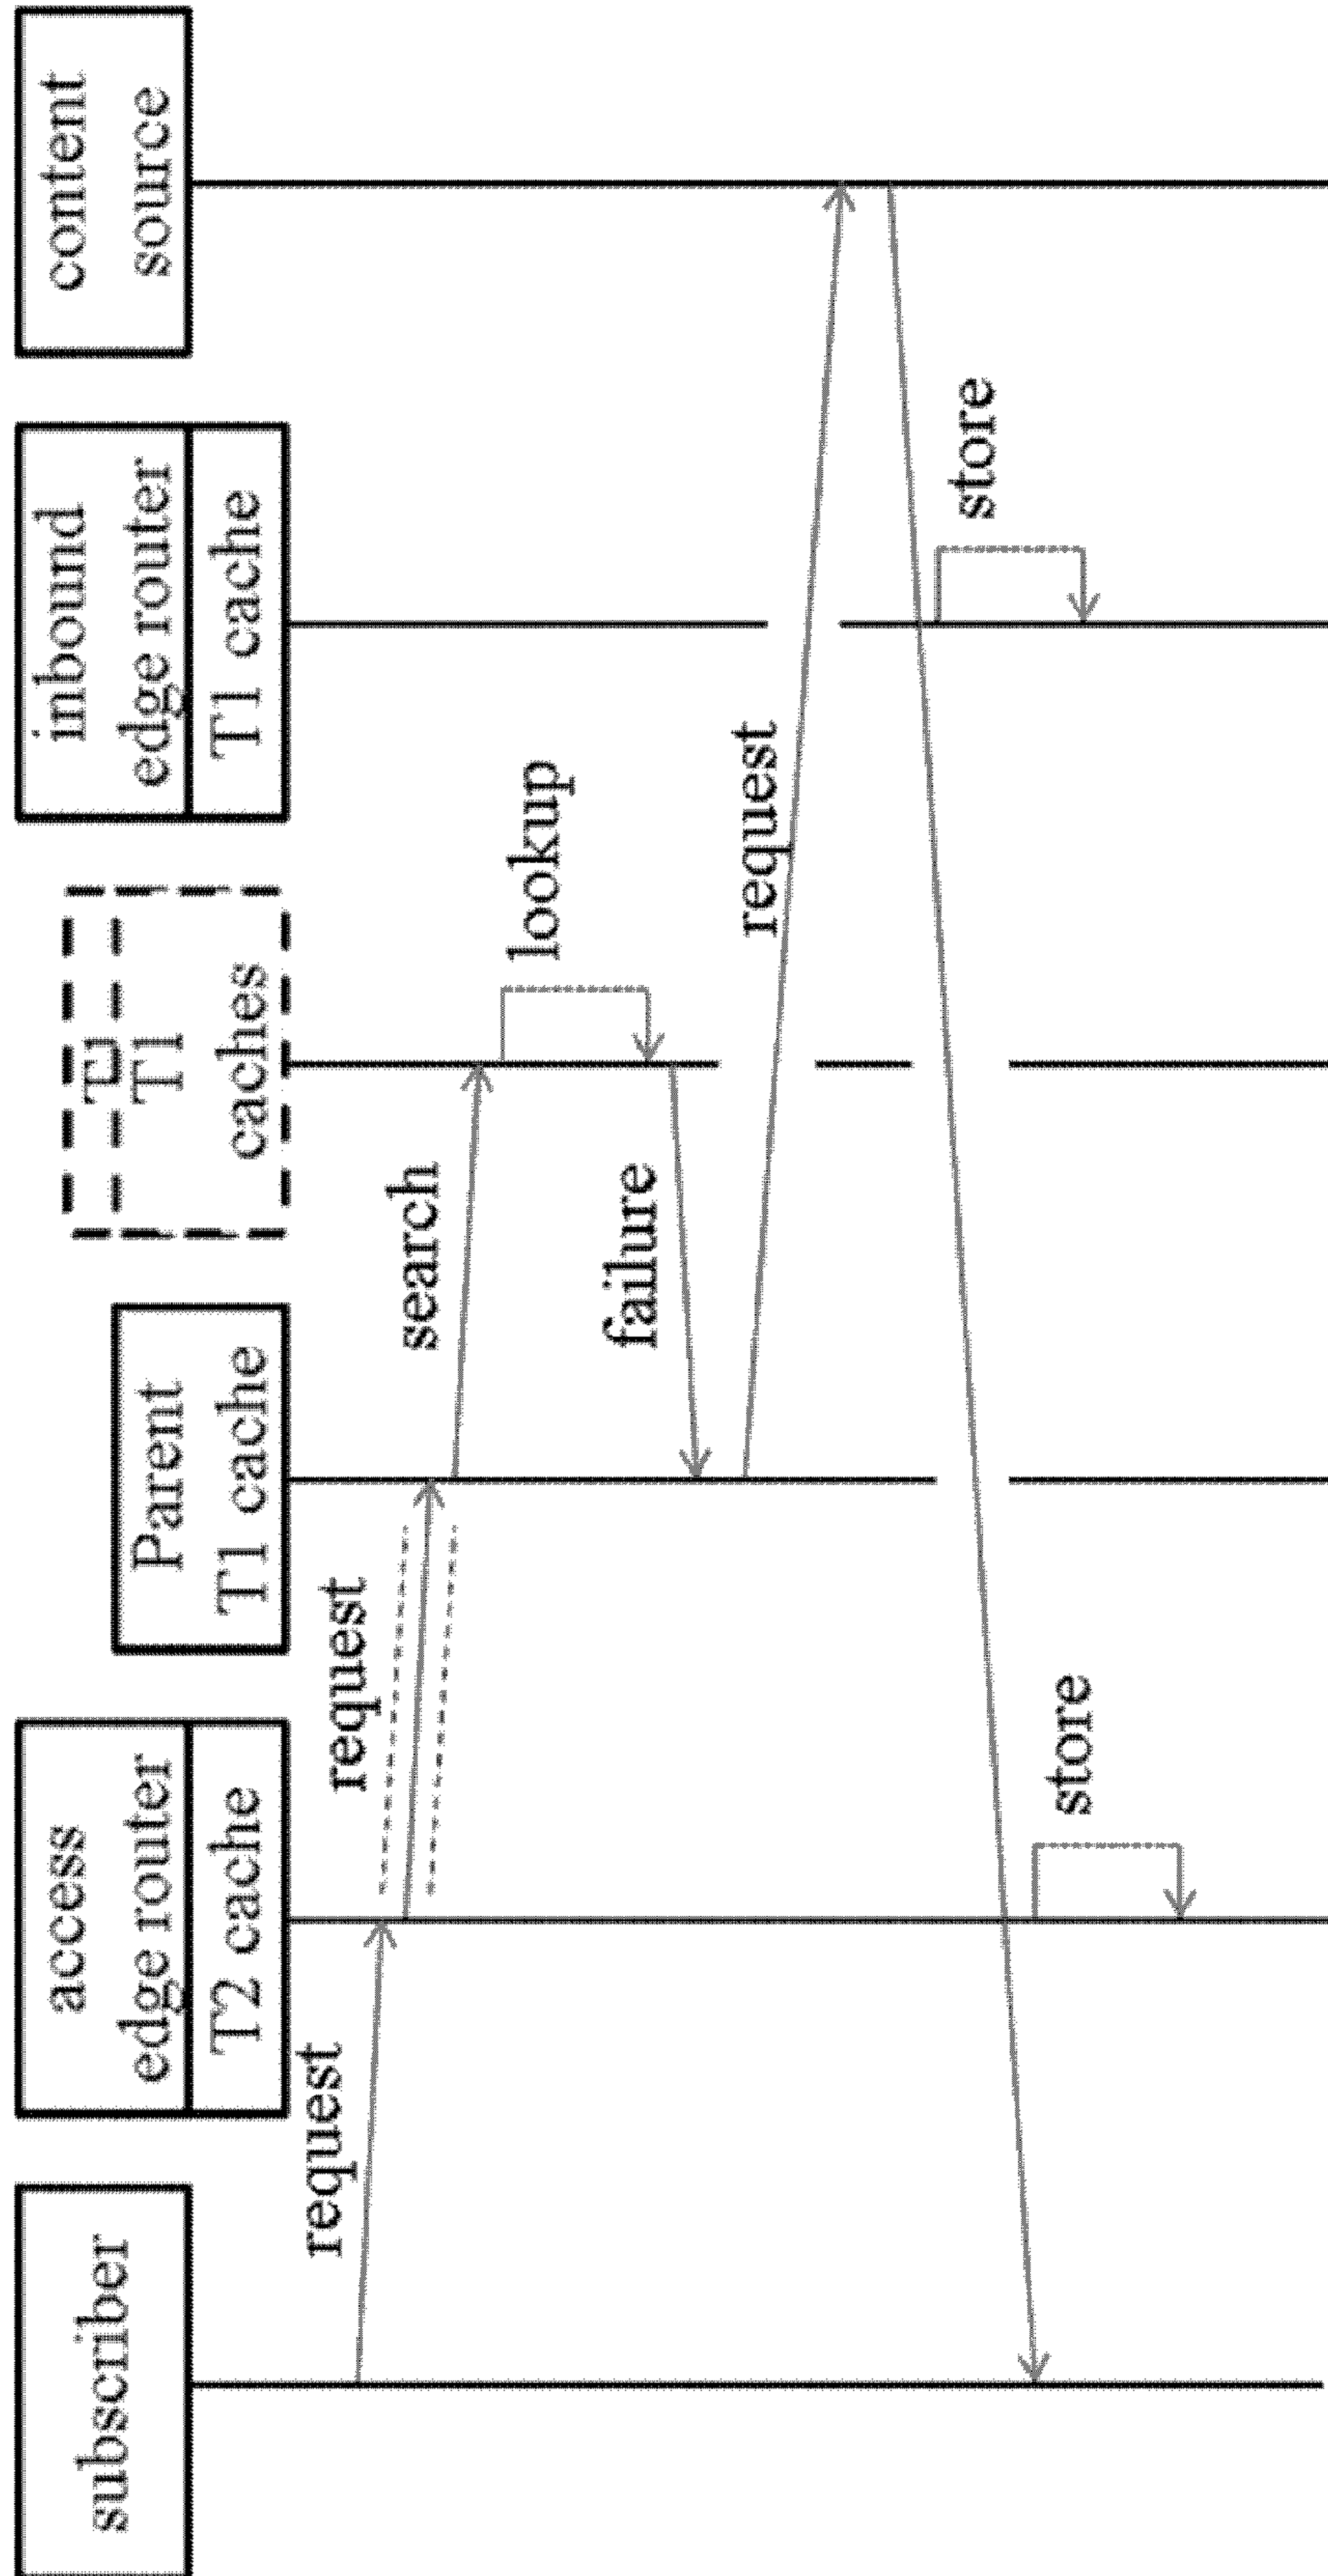 subscriber
access
edge router
T2 cache
Parent
T1 cache
T1
T1
caches
inbound
edge router
T1 cache
content
source
request
request
search
lookup
failure
request
store
store